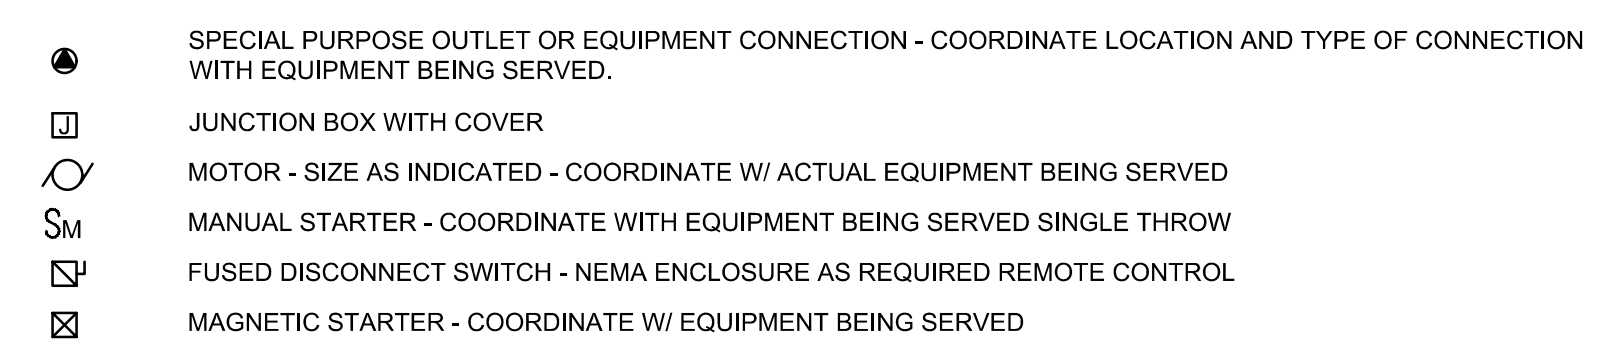 SPECIAL PURPOSE OUTLET OR EQUIPMENT CONNECTION - COORDINATE LOCATION AND TYPE OF CONNECTION
WITH EQUIPMENT BEING SERVED.
J JUNCTION BOX WITH COVER
MOTOR - SIZE AS INDICATED - COORDINATE W/ ACTUAL EQUIPMENT BEING SERVED
SM MANUAL STARTER - COORDINATE WITH EQUIPMENT BEING SERVED SINGLE THROW
FUSED DISCONNECT SWITCH - NEMA ENCLOSURE AS REQUIRED REMOTE CONTROL
MAGNETIC STARTER - COORDINATE W/ EQUIPMENT BEING SERVED